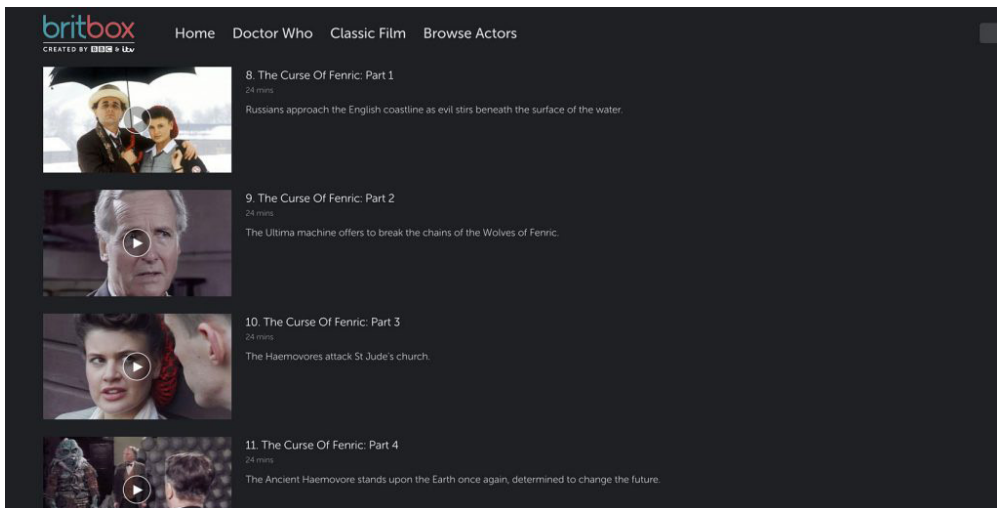 britbox
CREATED BY BBC & itv
Home Doctor Who Classic Film Browse Actors
8. The Curse Of Fenric: Part 1
24 mins
Russians approach the English coastline as evil stirs beneath the surface of the water.
9. The Curse Of Fenric: Part 2
24 mins
The Ultima machine offers to break the chains of the Wolves of Fenric.
10. The Curse Of Fenric: Part 3
24 mins
The Haemovores attack St Jude's church.
11. The Curse Of Fenric: Part 4
24 mins
The Ancient Haemovore stands upon the Earth once again, determined to change the future.